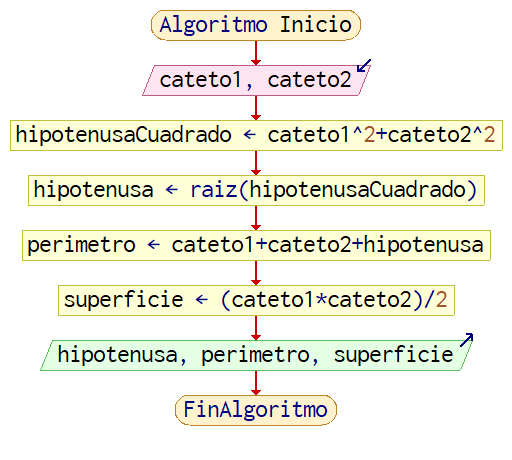 Algoritmo Inicio
cateto1, cateto2
hipotenusaCuadrado ← cateto1^2+cateto2^2
hipotenusa ← raiz(hipotenusaCuadrado)
perimetro ← cateto1+cateto2+hipotenusa
superficie ← (cateto1*cateto2)/2
hipotenusa, perimetro, superficie
FinAlgoritmo